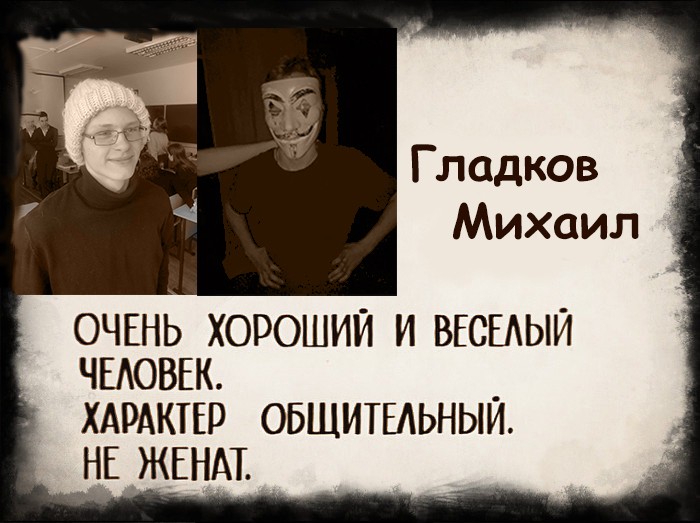 Гладков
Михаил
ОЧЕНЬ ХОРОШИЙ И ВЕСЕЛЫЙ
ЧЕЛОВЕК.
ХАРАКТЕР ОБЩИТЕЛЬНЫЙ.
НЕ ЖЕНАТ.